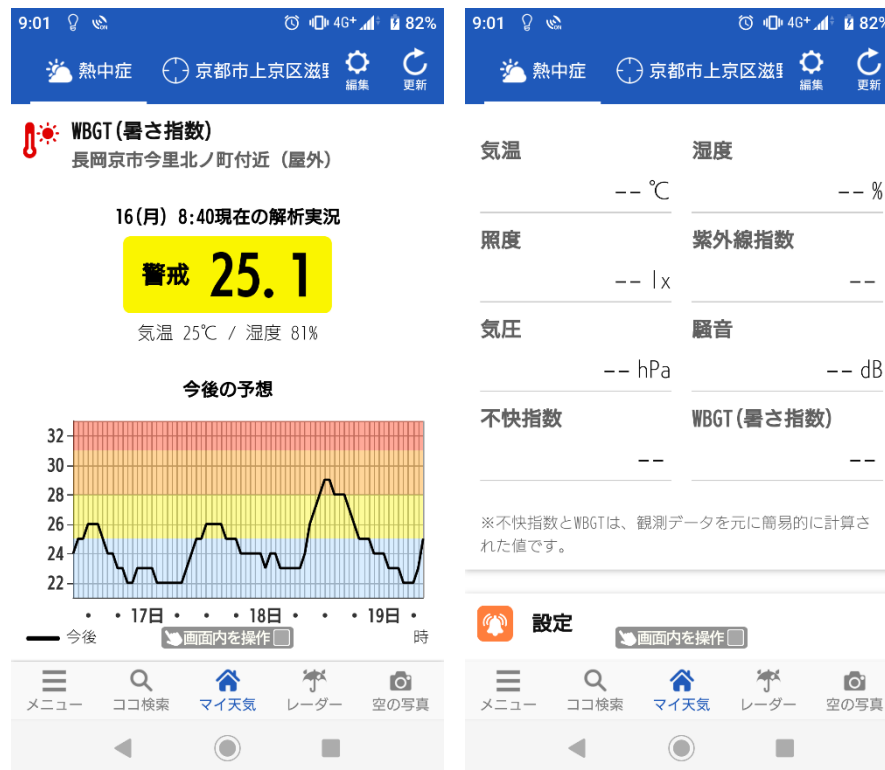 9:01 4G+ 82%
熱中症 京都市上京区滋 編集 更新
WBGT(暑さ指数)
長岡京市今里北ノ町付近（屋外）
16(月) 8:40現在の解析実況
警戒 25.1
気温 25℃ / 湿度 81%
今後の予想
32
30
28
26
24
22
・ ・ 17日 ・ ・ ・ 18日 ・ ・ ・ 19日 ・
今後 画面内を操作 時
メニュー ココ検索 マイ天気 レーダー 空の写真
9:01 4G+ 82%
熱中症 京都市上京区滋 編集 更新
気温 湿度
-- ℃ -- %
照度 紫外線指数
-- lx --
気圧 騒音
-- hPa -- dB
不快指数 WBGT(暑さ指数)
-- --
※不快指数とWBGTは、観測データを元に簡易的に計算さ
れた値です。
設定
画面内を操作
メニュー ココ検索 マイ天気 レーダー 空の写真